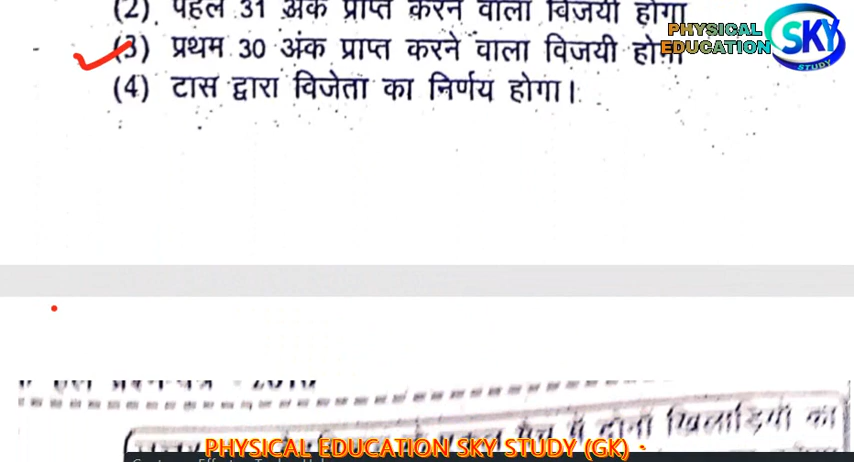 (2). पहले 31 अंक प्राप्त करने वाला विजयी होगा
(3) प्रथम 30 अंक प्राप्त करने वाला विजयी होगा
(4) टास द्वारा विजेता का निर्णय होगा।
PHYSICAL
EDUCATION
SKY
STUDY
- 2010
में दोनों खिलाड़ियों का
PHYSICAL EDUCATION SKY STUDY (GK) -